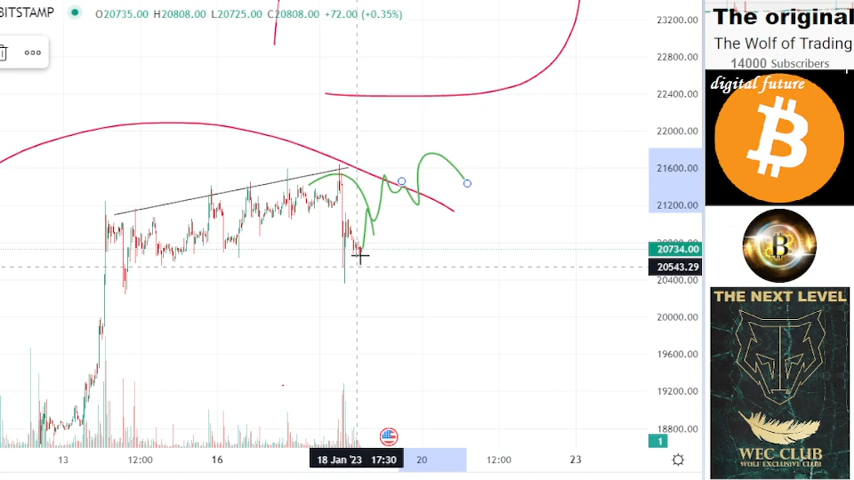 BITSTAMP O20735.00 H20808.00 L20725.00 C20808.00 +72.00 (+0.35%)
23200.00
22800.00
22400.00
22000.00
21600.00
21200.00
20734.00
20543.29
20400.00
20000.00
19600.00
19200.00
18800.00
1
13 12:00 16 18 Jan '23 17:30 20 12:00 23
The original
The Wolf of Trading
14000 Subscribers
digital future
THE NEXT LEVEL
WEC CLUB
WOLF EXCLUSIVE CLUB